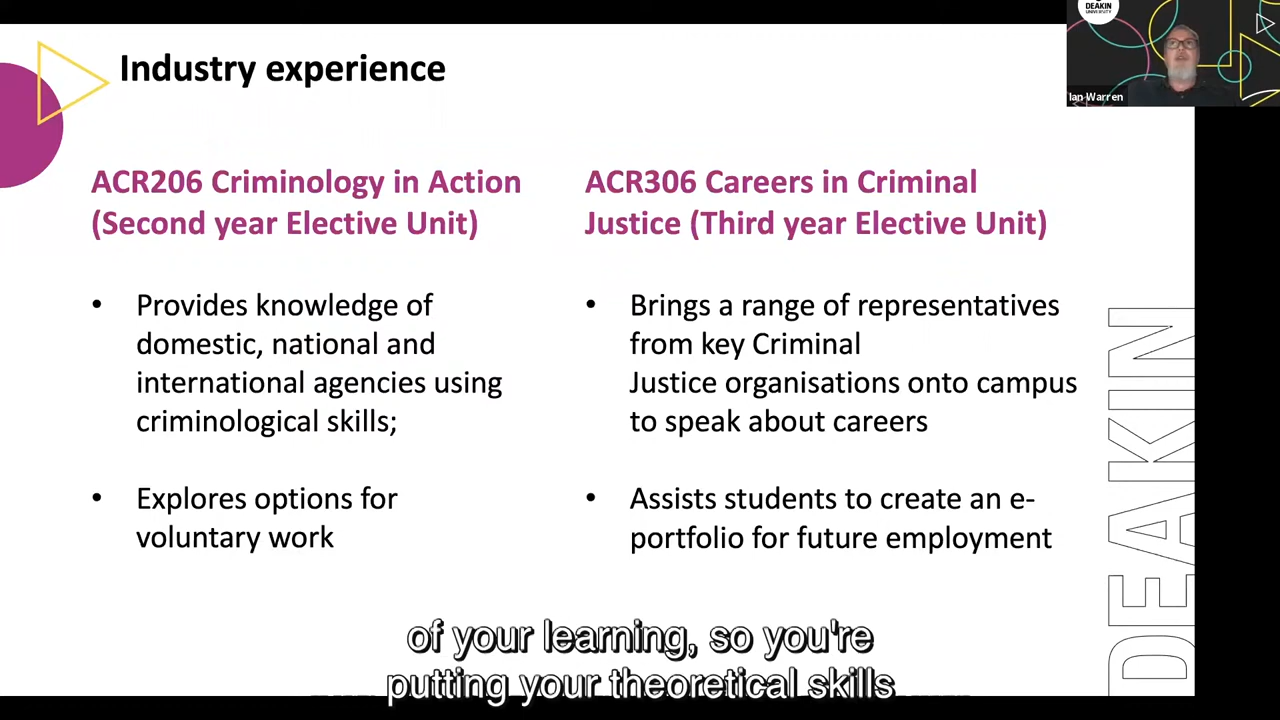 DEAKIN
UNIVERSITY
Ian Warren
Industry experience
ACR206 Criminology in Action
(Second year Elective Unit)
• Provides knowledge of
domestic, national and
international agencies using
criminological skills;
• Explores options for
voluntary work
ACR306 Careers in Criminal
Justice (Third year Elective Unit)
• Brings a range of representatives
from key Criminal
Justice organisations onto campus
to speak about careers
• Assists students to create an e-
portfolio for future employment
DEAKIN
of your learning, so you're
putting your theoretical skills